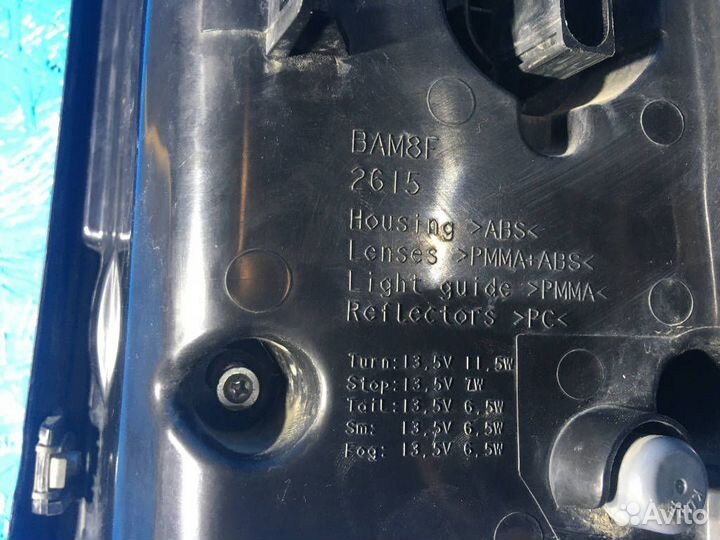 BAM8F
2615
Housing >ABS<
Lenses >PMMA+ABS<
Light guide >PMMA<
Reflectors >PC<
Turn: 13,5V 11,5W
Stop: 13,5V 7W
Tail: 13,5V 6,5W
Sm: 13,5V 6,5W
Fog: 13,5V 6,5W
Avito